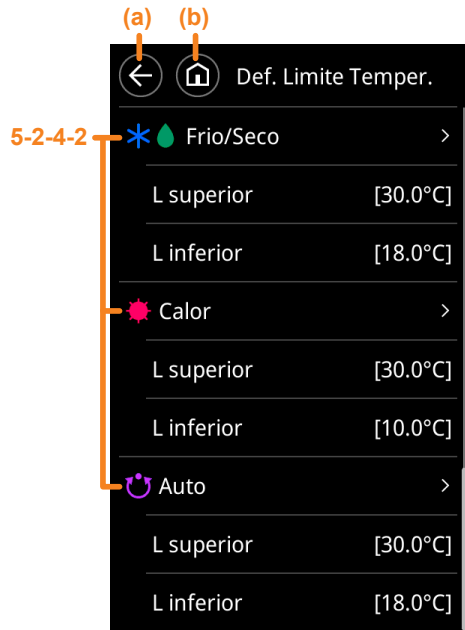 (a) (b)
Def. Limite Temper.
5-2-4-2 Frio/Seco
L superior [30.0°C]
L inferior [18.0°C]
Calor
L superior [30.0°C]
L inferior [10.0°C]
Auto
L superior [30.0°C]
L inferior [18.0°C]